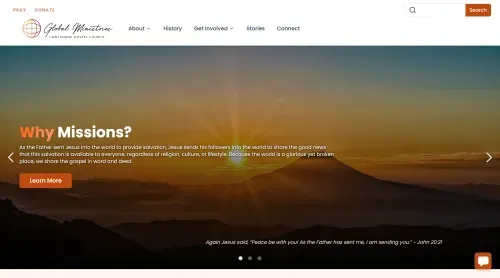 PRAY DONATE
Search
Global Ministries
HAWTHORNE GOSPEL CHURCH
About History Get Involved Stories Connect
Why Missions?
As the Father sent Jesus into the world to provide salvation, Jesus sends his followers into the world to share the good news
that this salvation is available to everyone, regardless of religion, culture, or lifestyle. Because the world is a glorious yet broken
place, we share the gospel in word and deed.
Learn More
Again Jesus said, “Peace be with you! As the Father has sent me, I am sending you.” - John 20:21